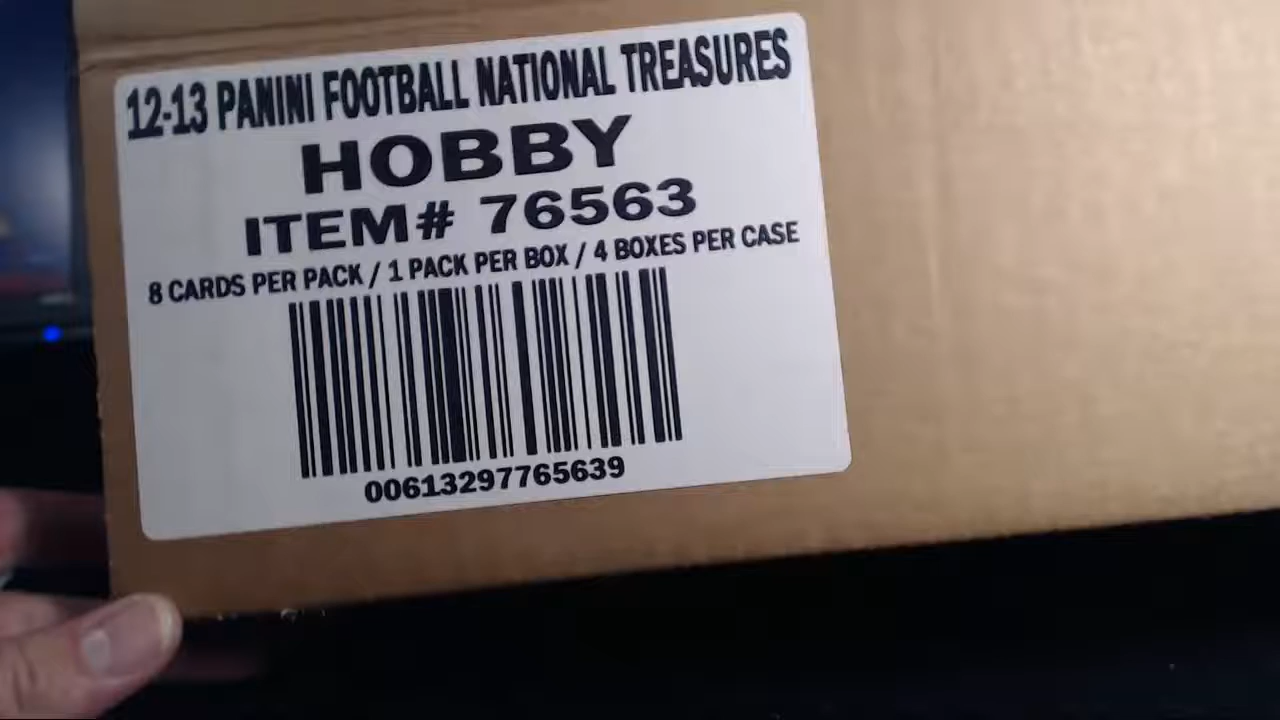 12-13 PANINI FOOTBALL NATIONAL TREASURES
HOBBY
ITEM# 76563
8 CARDS PER PACK / 1 PACK PER BOX / 4 BOXES PER CASE
00613297765639